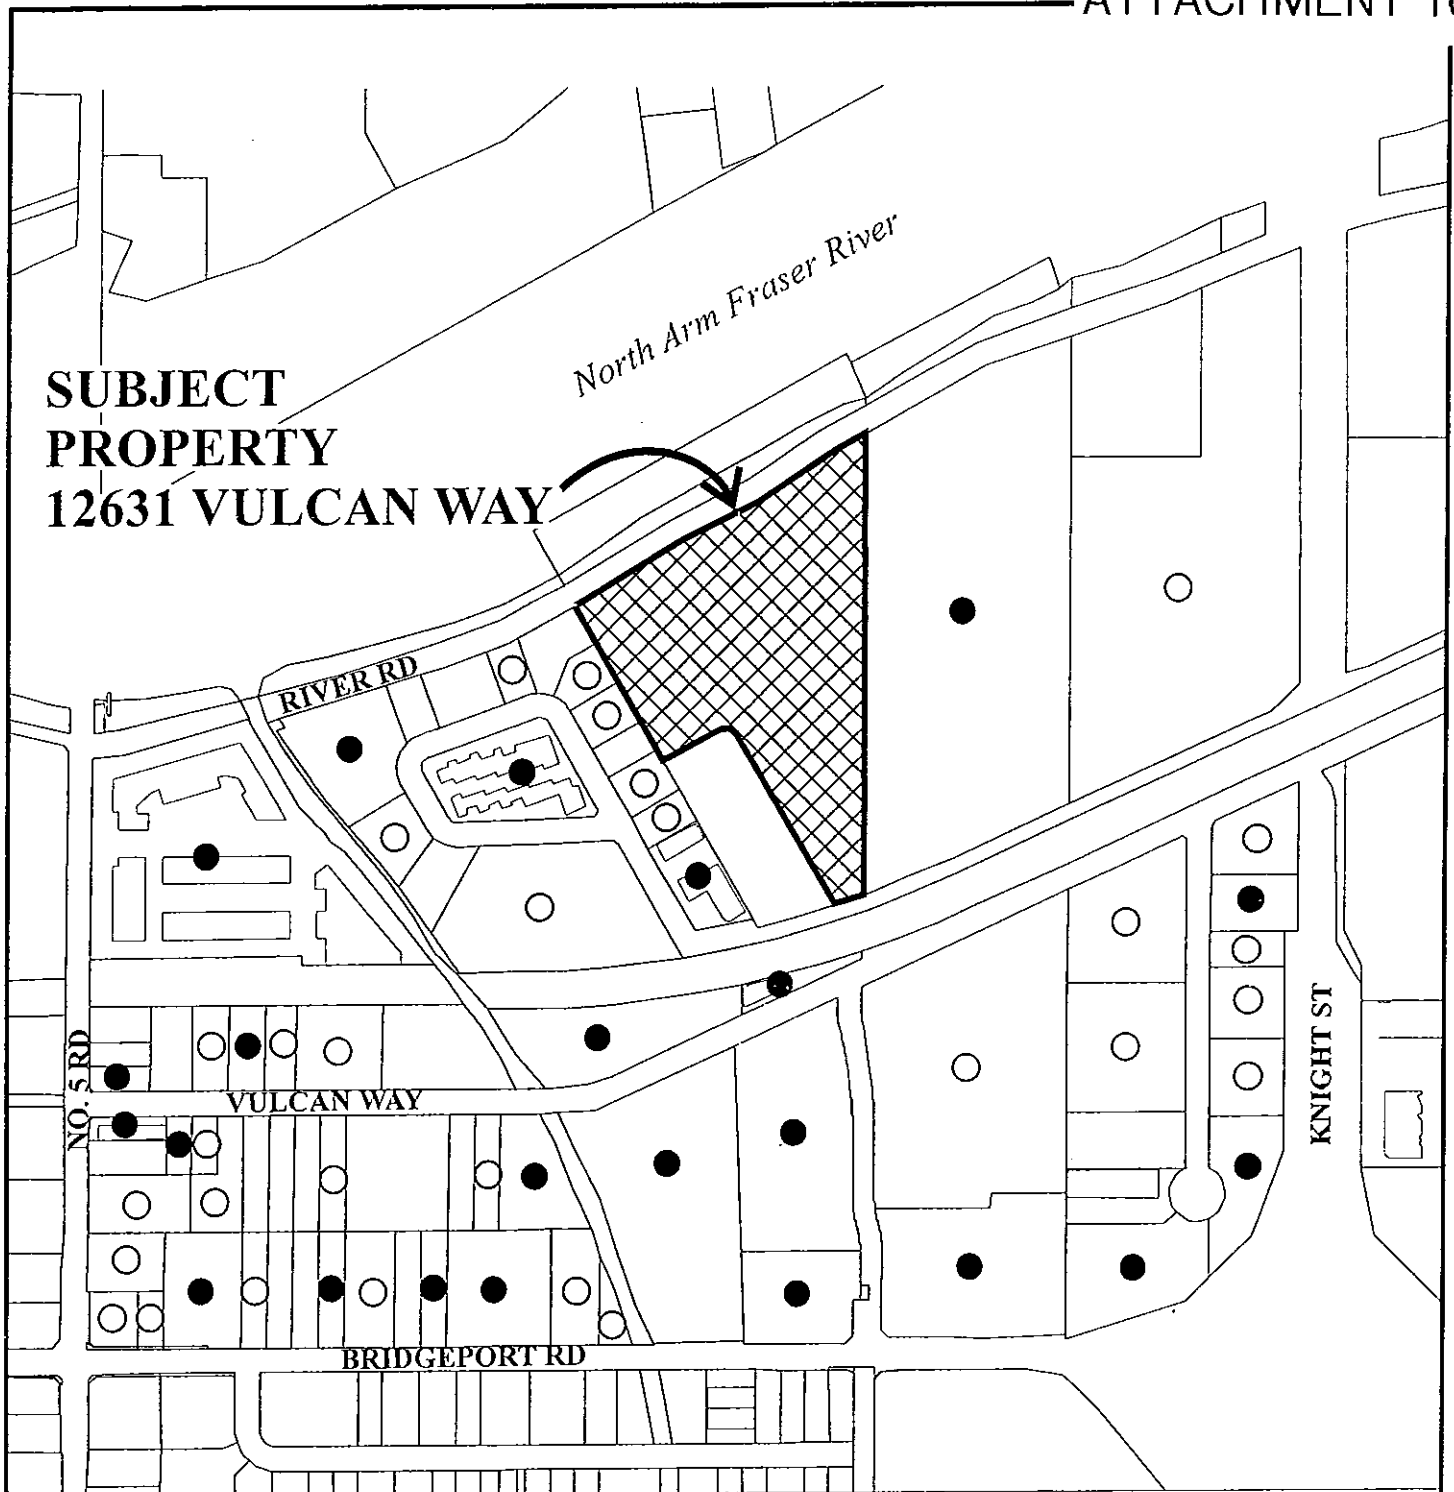 ATTACHMENT
North Arm Fraser River
SUBJECT
PROPERTY
12631 VULCAN WAY
RIVER RD
NO. 5 RD
VULCAN WAY
KNIGHT ST
BRIDGEPORT RD